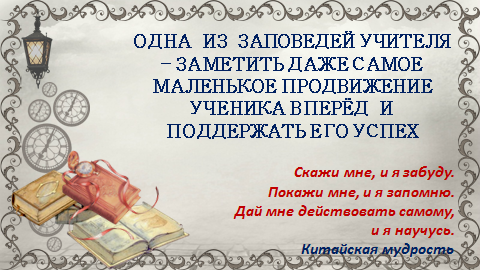 ОДНА ИЗ ЗАПОВЕДЕЙ УЧИТЕЛЯ
– ЗАМЕТИТЬ ДАЖЕ САМОЕ
МАЛЕНЬКОЕ ПРОДВИЖЕНИЕ
УЧЕНИКА ВПЕРЁД И
ПОДДЕРЖАТЬ ЕГО УСПЕХ
Скажи мне, и я забуду.
Покажи мне, и я запомню.
Дай мне действовать самому,
и я научусь.
Китайская мудрость